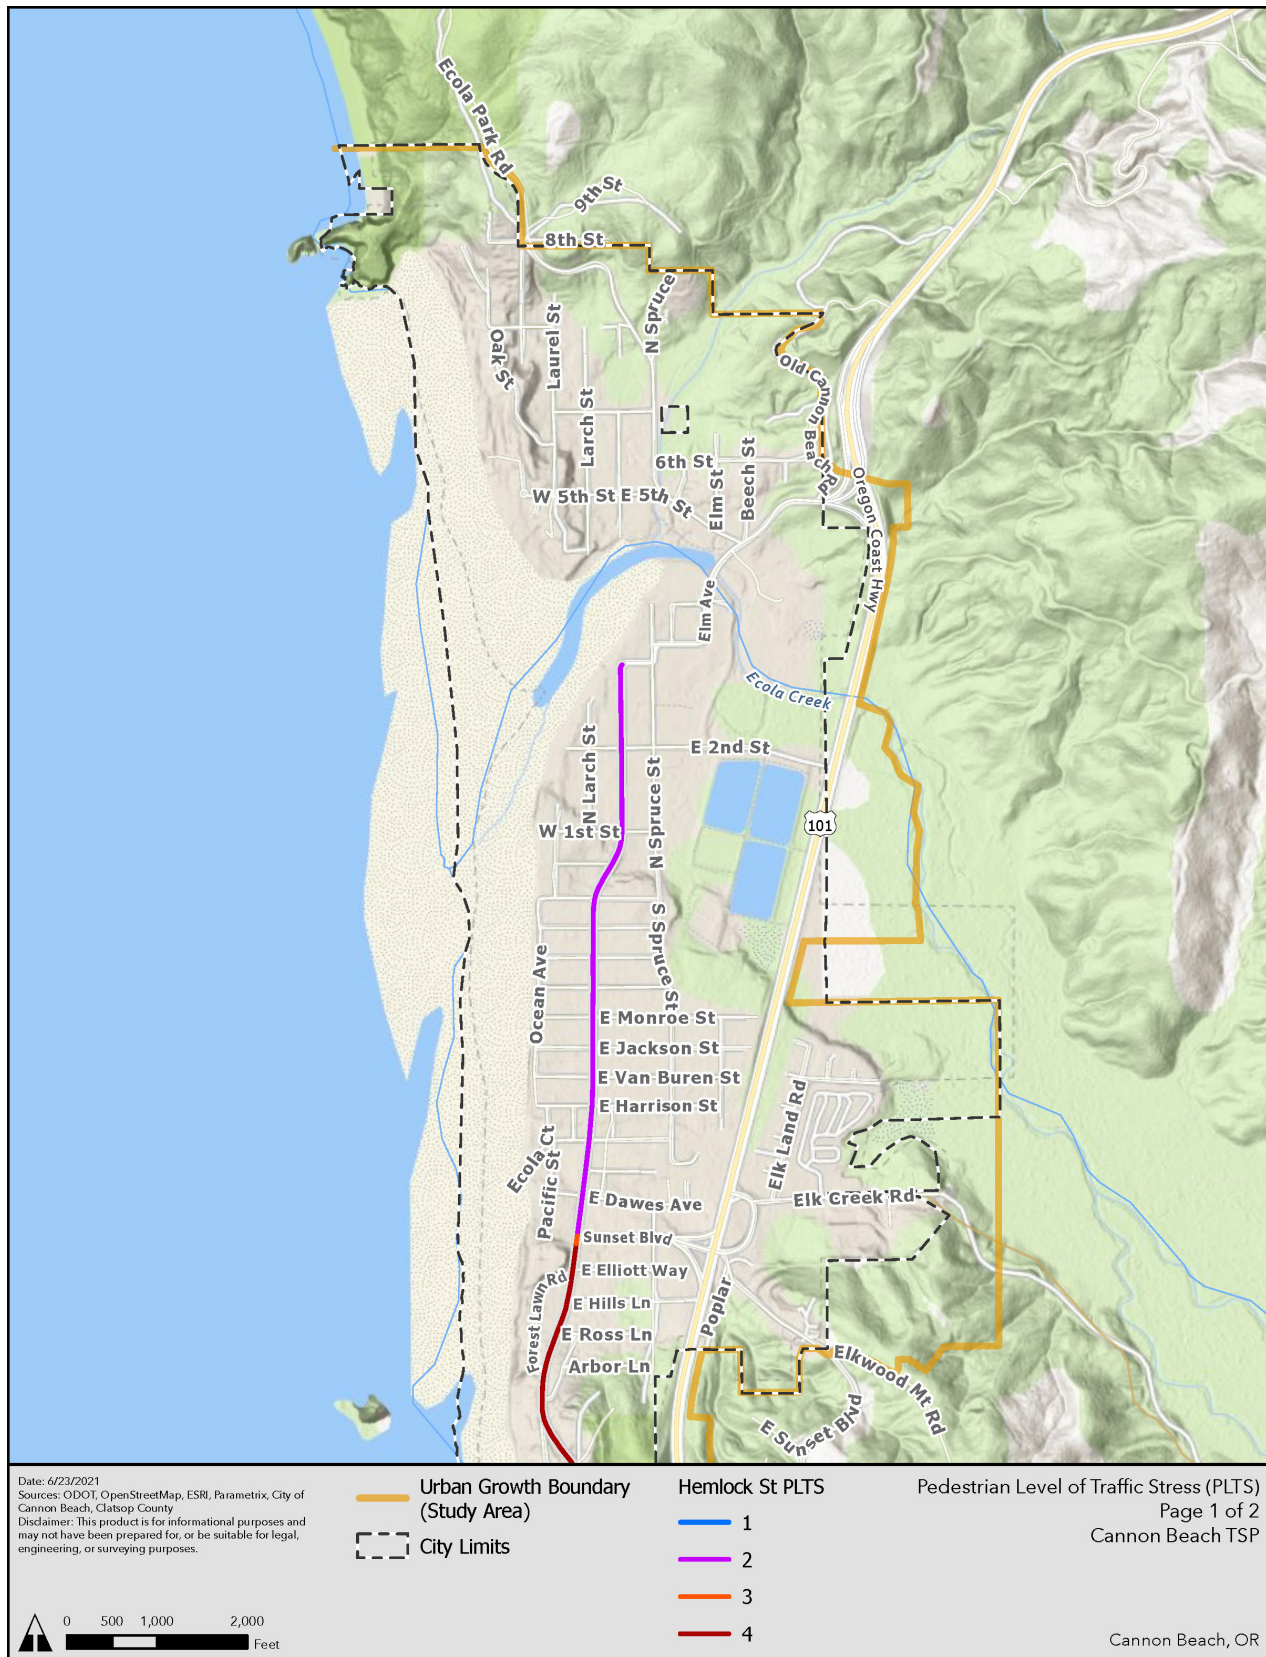 Ecola Park Rd
9th St
8th St
N Spruce
Oak St
Laurel St
Larch St
Old Cannon Beach Rd
6th St
Elm St
Beech St
W 5th St
E 5th St
Oregon Coast Hwy
Elm Ave
Ecola Creek
N Larch St
E 2nd St
N Spruce St
W 1st St
101
S Spruce St
Ocean Ave
E Monroe St
E Jackson St
E Van Buren St
E Harrison St
Elk Land Rd
Ecola Ct
Pacific St
E Dawes Ave
Elk Creek Rd
Sunset Blvd
E Elliott Way
Forest Lawn Rd
E Hills Ln
Poplar
E Ross Ln
Arbor Ln
Elkwood Mt Rd
E Sunset Blvd
Date: 6/23/2021
Sources: ODOT, OpenStreetMap, ESRI, Parametrix, City of
Cannon Beach, Clatsop County
Disclaimer: This product is for informational purposes and
may not have been prepared for, or be suitable for legal,
engineering, or surveying purposes.
0 500 1,000 2,000
Feet
Urban Growth Boundary
(Study Area)
City Limits
Hemlock St PLTS
1
2
3
4
Pedestrian Level of Traffic Stress (PLTS)
Page 1 of 2
Cannon Beach TSP
Cannon Beach, OR